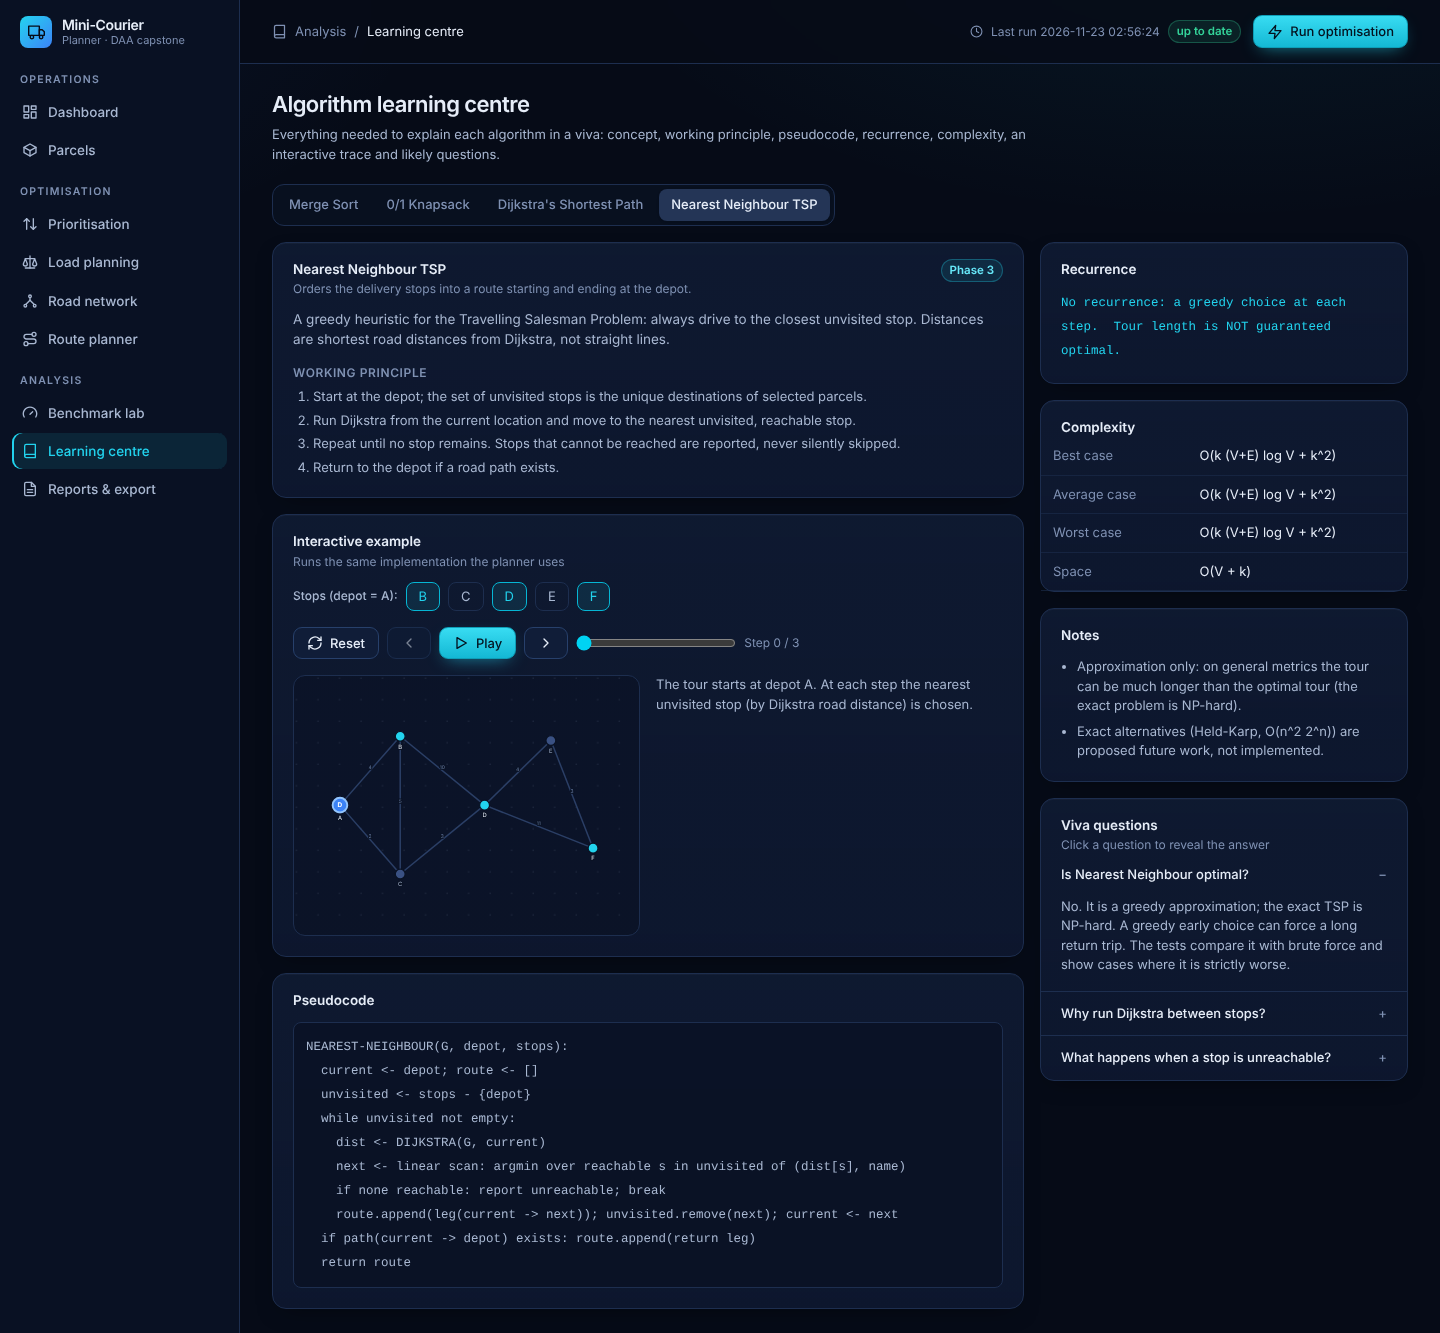 Mini-Courier
Planner · DAA capstone
OPERATIONS
Dashboard
Parcels
OPTIMISATION
Prioritisation
Load planning
Road network
Route planner
ANALYSIS
Benchmark lab
Learning centre
Reports & export
Analysis / Learning centre
Last run 2026-11-23 02:56:24
up to date
Run optimisation
Algorithm learning centre
Everything needed to explain each algorithm in a viva: concept, working principle, pseudocode, recurrence, complexity, an
interactive trace and likely questions.
Merge Sort
0/1 Knapsack
Dijkstra's Shortest Path
Nearest Neighbour TSP
Nearest Neighbour TSP
Phase 3
Orders the delivery stops into a route starting and ending at the depot.
A greedy heuristic for the Travelling Salesman Problem: always drive to the closest unvisited stop. Distances
are shortest road distances from Dijkstra, not straight lines.
WORKING PRINCIPLE
1. Start at the depot; the set of unvisited stops is the unique destinations of selected parcels.
2. Run Dijkstra from the current location and move to the nearest unvisited, reachable stop.
3. Repeat until no stop remains. Stops that cannot be reached are reported, never silently skipped.
4. Return to the depot if a road path exists.
Interactive example
Runs the same implementation the planner uses
Stops (depot = A): B C D E F
Reset
Play
Step 0 / 3
The tour starts at depot A. At each step the nearest
unvisited stop (by Dijkstra road distance) is chosen.
B
E
D
A
D
F
C
Pseudocode
NEAREST-NEIGHBOUR(G, depot, stops):
current <- depot; route <- []
unvisited <- stops - {depot}
while unvisited not empty:
dist <- DIJKSTRA(G, current)
next <- linear scan: argmin over reachable s in unvisited of (dist[s], name)
if none reachable: report unreachable; break
route.append(leg(current -> next)); unvisited.remove(next); current <- next
if path(current -> depot) exists: route.append(return leg)
return route
Recurrence
No recurrence: a greedy choice at each
step.  Tour length is NOT guaranteed
optimal.
Complexity
Best case O(k (V+E) log V + k^2)
Average case O(k (V+E) log V + k^2)
Worst case O(k (V+E) log V + k^2)
Space O(V + k)
Notes
• Approximation only: on general metrics the tour
can be much longer than the optimal tour (the
exact problem is NP-hard).
• Exact alternatives (Held-Karp, O(n^2 2^n)) are
proposed future work, not implemented.
Viva questions
Click a question to reveal the answer
Is Nearest Neighbour optimal? −
No. It is a greedy approximation; the exact TSP is
NP-hard. A greedy early choice can force a long
return trip. The tests compare it with brute force and
show cases where it is strictly worse.
Why run Dijkstra between stops? +
What happens when a stop is unreachable? +